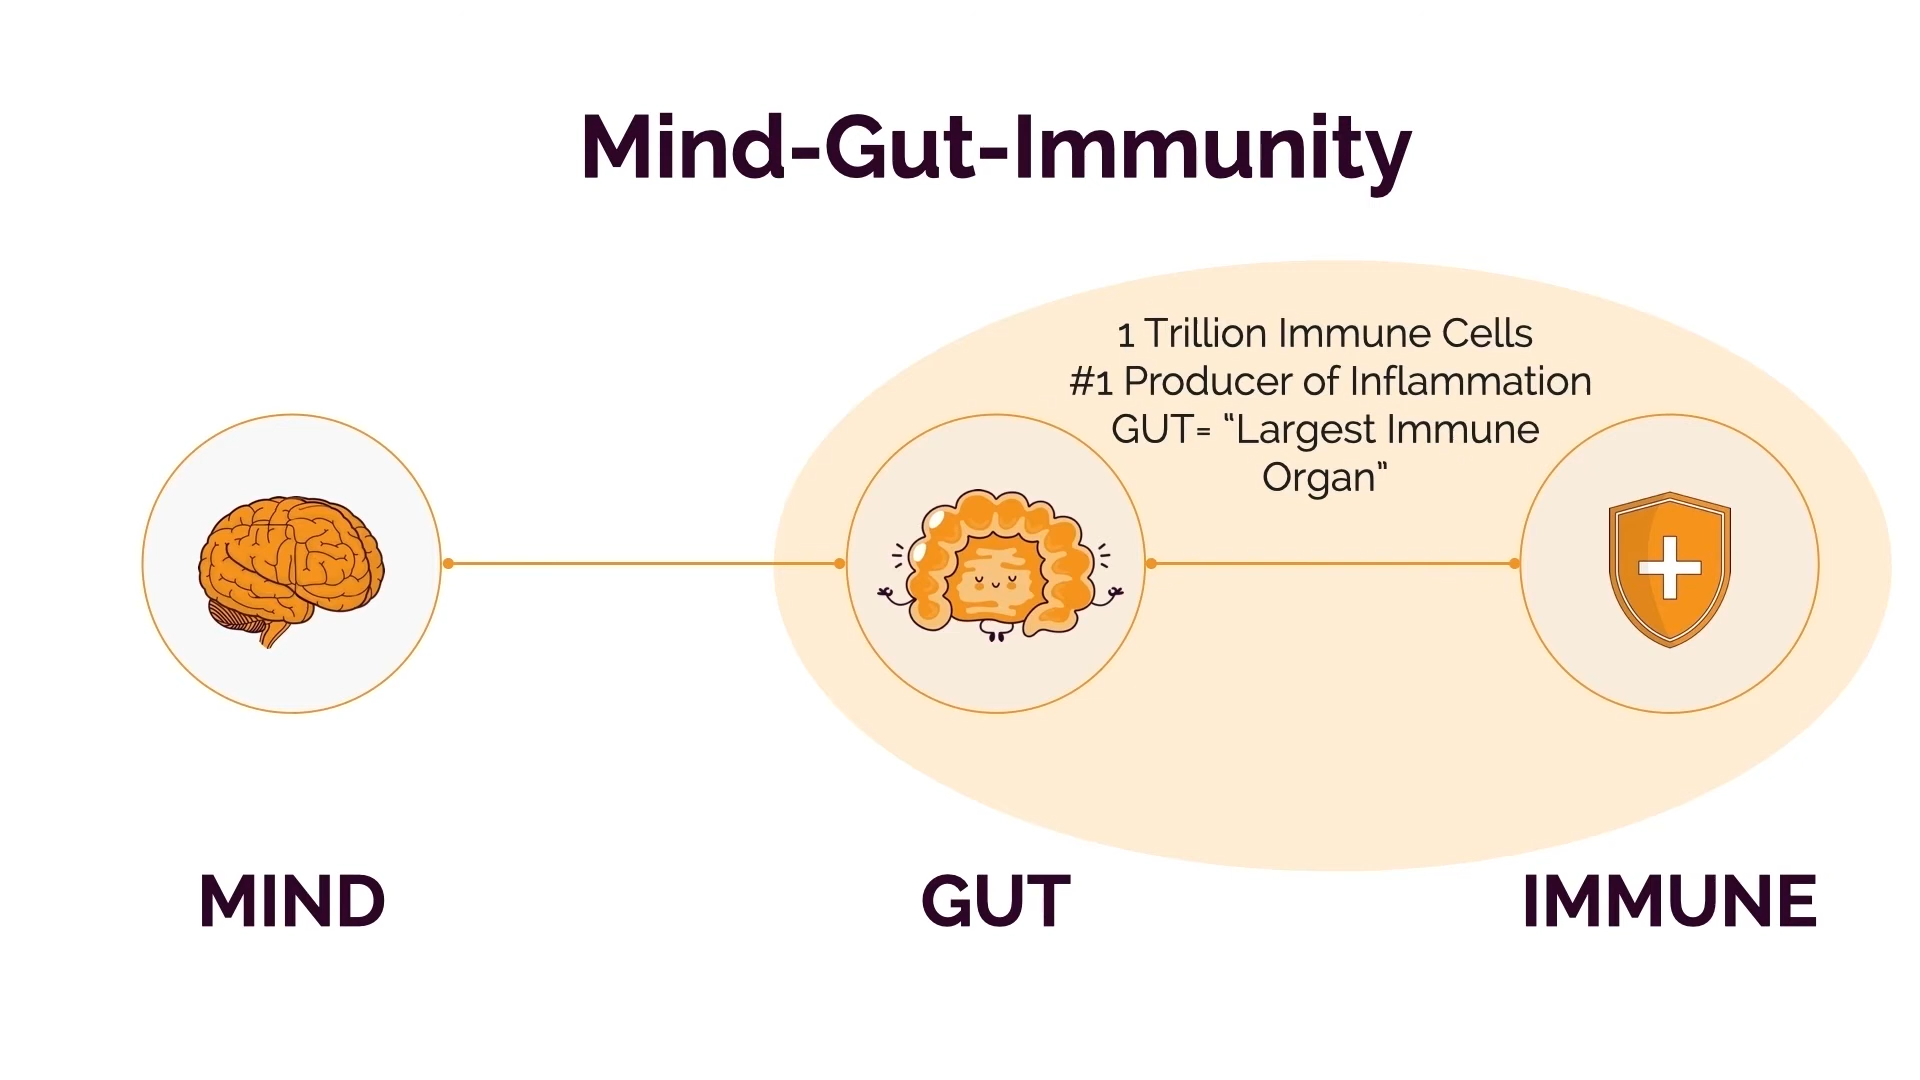 Mind-Gut-Immunity
1 Trillion Immune Cells
#1 Producer of Inflammation
GUT= “Largest Immune
Organ”
MIND
GUT
IMMUNE